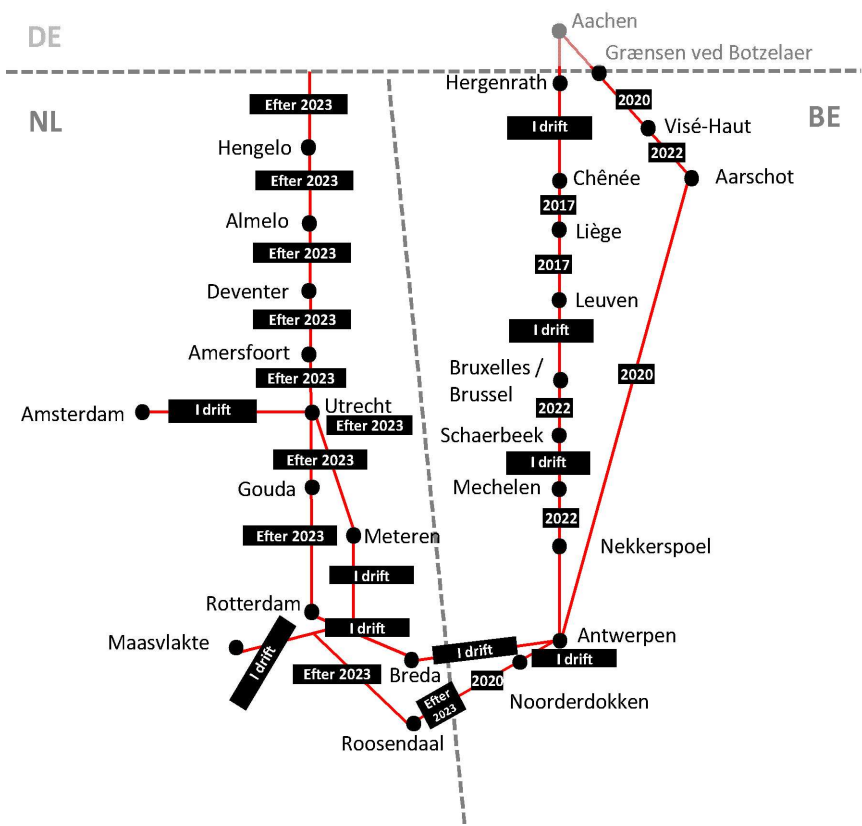 Aachen
DE
Grænsen ved Botzelaer
Hergenrath
2020
Efter 2023
NL
BE
I drift
Visé-Haut
Hengelo
2022
Efter 2023
Chênée
Aarschot
2017
Almelo
Liège
Efter 2023
2017
Deventer
Leuven
Efter 2023
I drift
Amersfoort
Bruxelles /
Brussel
Efter 2023
2020
Amsterdam
I drift
Utrecht
Efter 2023
2022
Schaerbeek
Efter 2023
I drift
Gouda
Mechelen
2022
Efter 2023
Meteren
Nekkerspoel
I drift
Rotterdam
I drift
Maasvlakte
Antwerpen
I drift
I drift
I drift
Efter 2023
Breda
2020
Noorderdokken
Efter
2023
Roosendaal